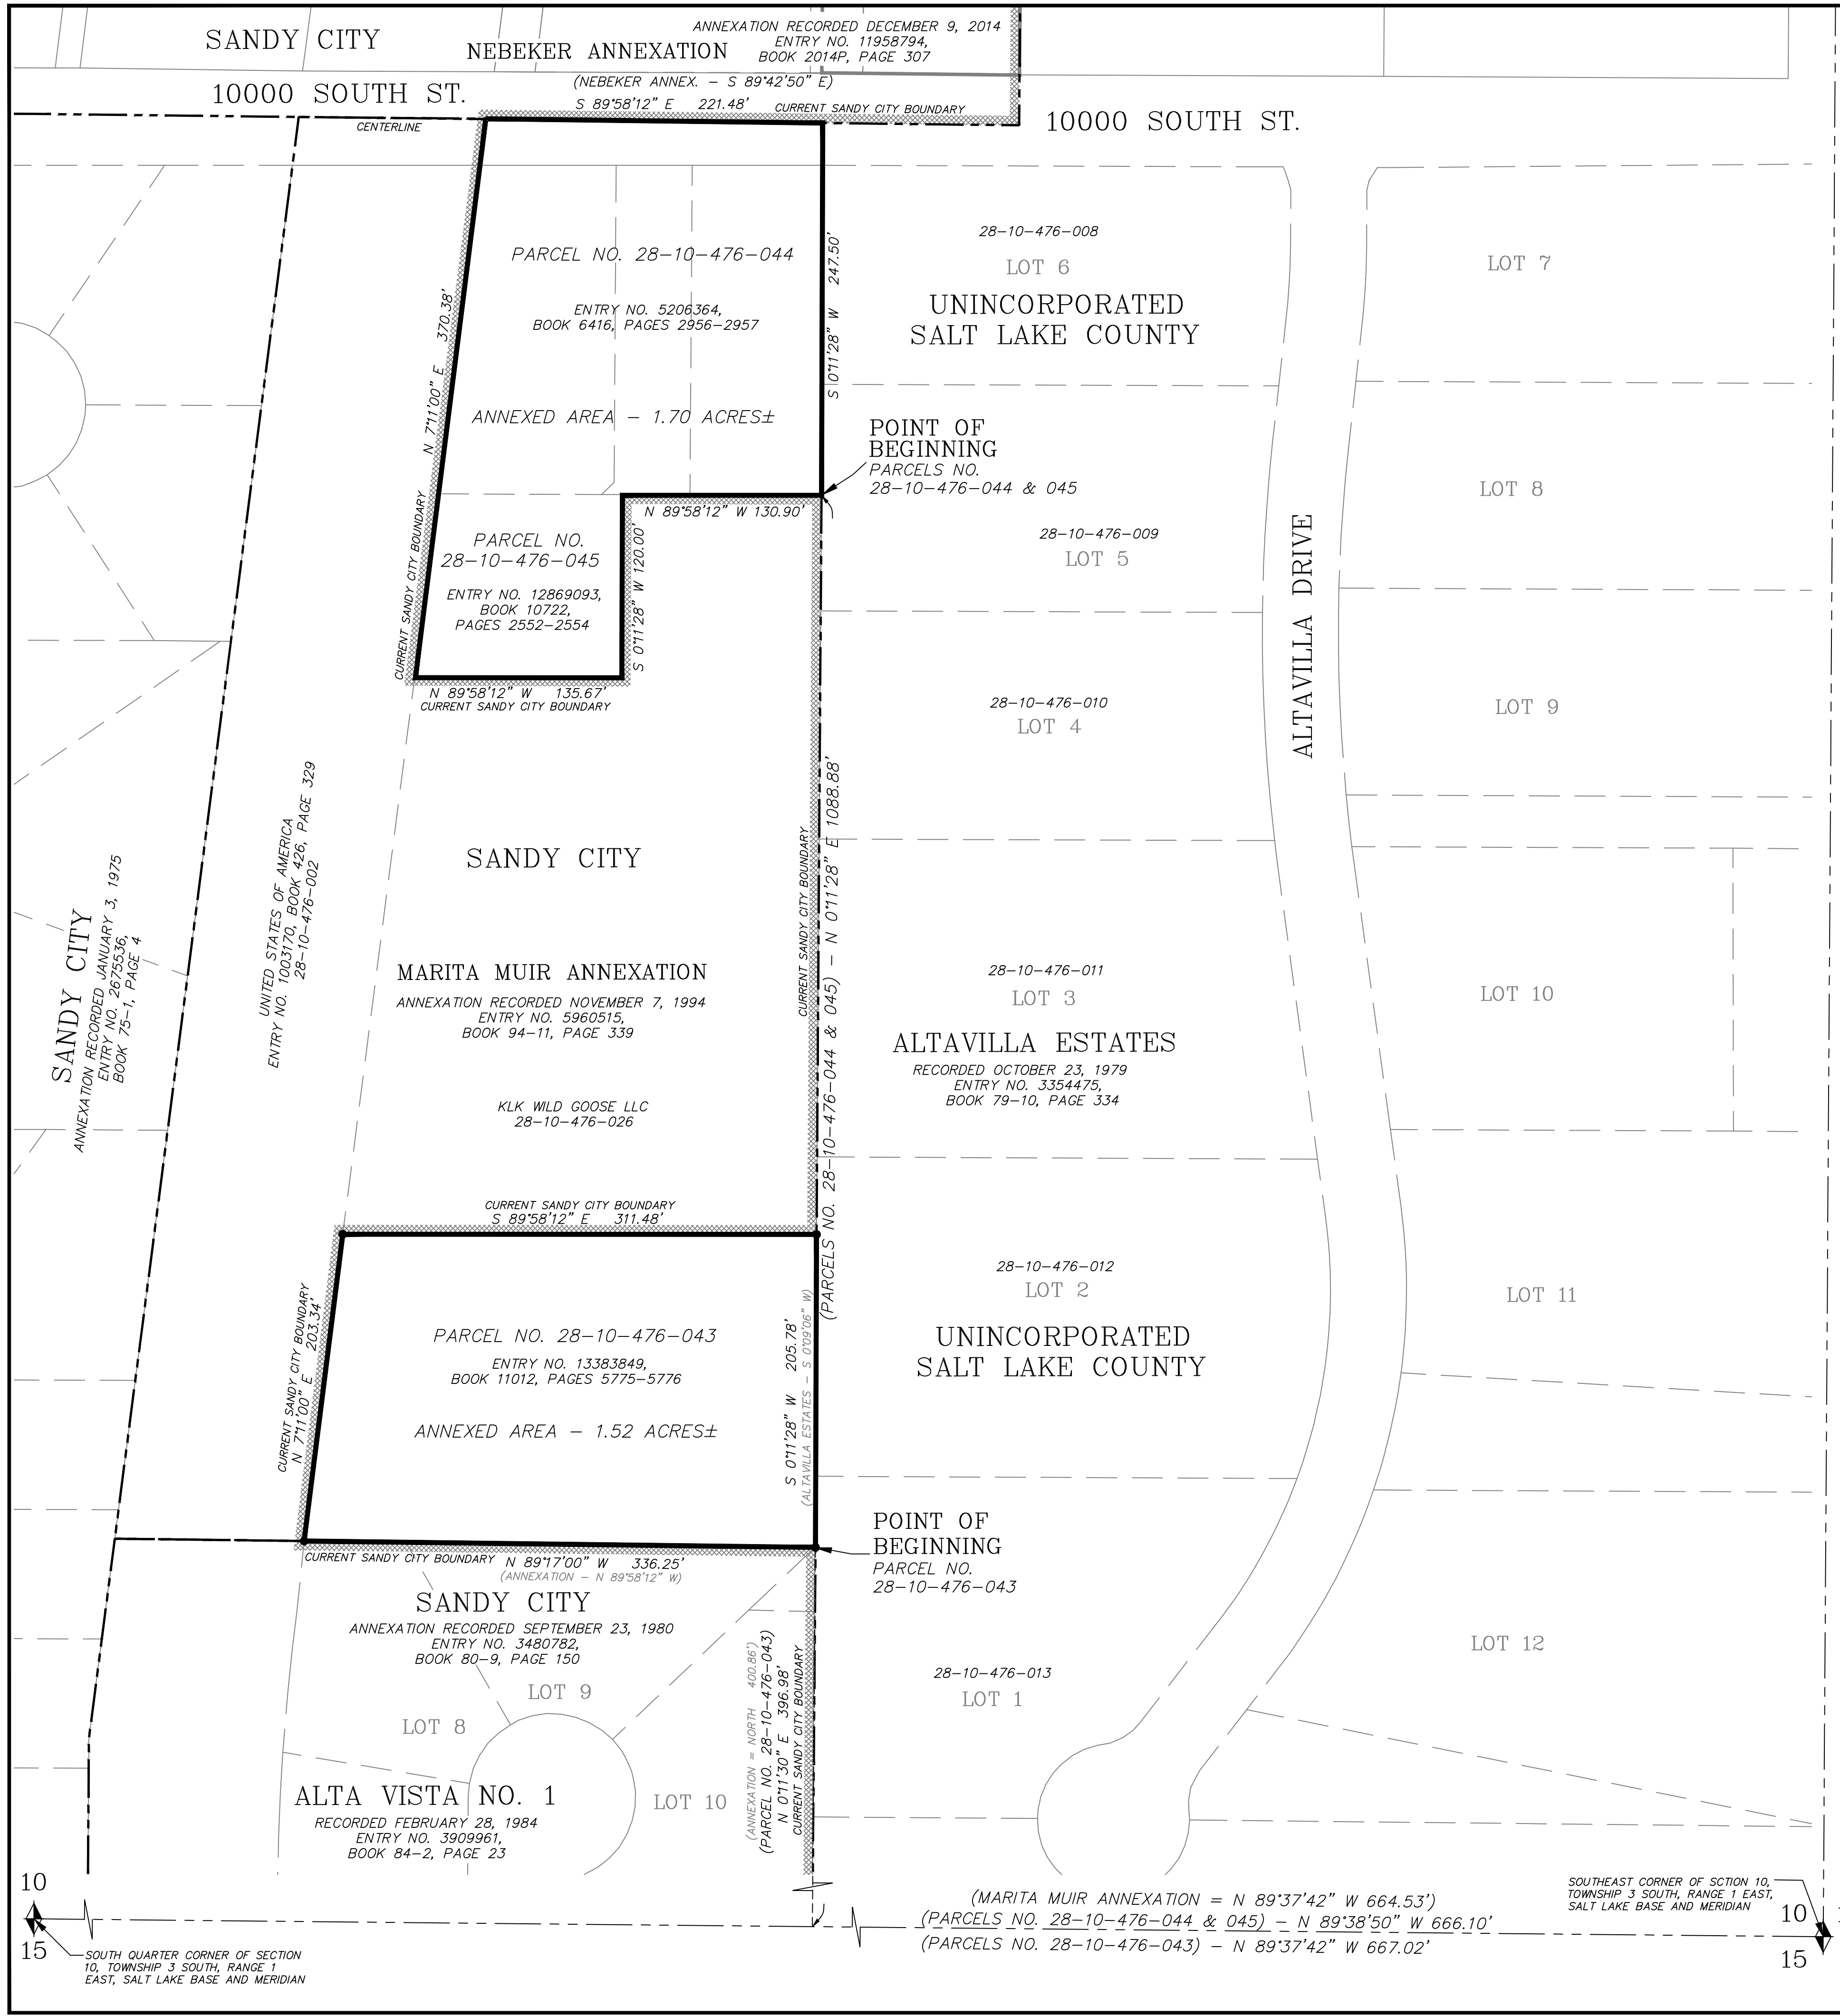 SANDY CITY
NEBEKER ANNEXATION
ANNEXATION RECORDED DECEMBER 9, 2014
ENTRY NO. 11958794,
BOOK 2014P, PAGE 307
(NEBEKER ANNEX. – S 89°42'50" E)
10000 SOUTH ST.
S 89°58'12" E 221.48'
CURRENT SANDY CITY BOUNDARY
CENTERLINE
10000 SOUTH ST.
PARCEL NO. 28–10–476–044
ENTRY NO. 5206364,
BOOK 6416, PAGES 2956–2957
ANNEXED AREA – 1.70 ACRES±
N 7°11'00" E 370.38'
CURRENT SANDY CITY BOUNDARY
S 0°11'28" W 247.50'
28–10–476–008
LOT 6
UNINCORPORATED
SALT LAKE COUNTY
LOT 7
POINT OF
BEGINNING
PARCELS NO.
28–10–476–044 & 045
N 89°58'12" W 130.90'
S 0°11'28" W 120.00'
PARCEL NO.
28–10–476–045
ENTRY NO. 12869093,
BOOK 10722,
PAGES 2552–2554
N 89°58'12" W 135.67'
CURRENT SANDY CITY BOUNDARY
28–10–476–009
LOT 5
LOT 8
ALTAVILLA DRIVE
28–10–476–010
LOT 4
LOT 9
UNITED STATES OF AMERICA
ENTRY NO. 1003170, BOOK 426, PAGE 329
28–10–476–002
SANDY CITY
ANNEXATION RECORDED JANUARY 3, 1975
ENTRY NO. 2675536,
BOOK 75–1, PAGE 4
SANDY CITY
MARITA MUIR ANNEXATION
ANNEXATION RECORDED NOVEMBER 7, 1994
ENTRY NO. 5960515,
BOOK 94–11, PAGE 339
KLK WILD GOOSE LLC
28–10–476–026
CURRENT SANDY CITY BOUNDARY
(PARCELS NO. 28–10–476–044 & 045) – N 0°11'28" E 1088.88'
28–10–476–011
LOT 3
ALTAVILLA ESTATES
RECORDED OCTOBER 23, 1979
ENTRY NO. 3354475,
BOOK 79–10, PAGE 334
LOT 10
CURRENT SANDY CITY BOUNDARY
S 89°58'12" E 311.48'
CURRENT SANDY CITY BOUNDARY
N 7°11'00" E 203.34'
PARCEL NO. 28–10–476–043
ENTRY NO. 13383849,
BOOK 11012, PAGES 5775–5776
ANNEXED AREA – 1.52 ACRES±
S 0°11'28" W 205.78'
(ALTAVILLA ESTATES – S 0°09'06" W)
28–10–476–012
LOT 2
UNINCORPORATED
SALT LAKE COUNTY
LOT 11
POINT OF
BEGINNING
PARCEL NO.
28–10–476–043
CURRENT SANDY CITY BOUNDARY N 89°17'00" W 336.25'
(ANNEXATION – N 89°58'12" W)
SANDY CITY
ANNEXATION RECORDED SEPTEMBER 23, 1980
ENTRY NO. 3480782,
BOOK 80–9, PAGE 150
LOT 9
LOT 8
ALTA VISTA NO. 1
RECORDED FEBRUARY 28, 1984
ENTRY NO. 3909961,
BOOK 84–2, PAGE 23
LOT 10
(ANNEXATION = NORTH 400.86')
(PARCEL NO. 28–10–476–043)
N 0°11'30" E 396.98'
CURRENT SANDY CITY BOUNDARY
28–10–476–013
LOT 1
LOT 12
10
15
SOUTH QUARTER CORNER OF SECTION
10, TOWNSHIP 3 SOUTH, RANGE 1
EAST, SALT LAKE BASE AND MERIDIAN
(MARITA MUIR ANNEXATION = N 89°37'42" W 664.53')
(PARCELS NO. 28–10–476–044 & 045) – N 89°38'50" W 666.10'
(PARCELS NO. 28–10–476–043) – N 89°37'42" W 667.02'
SOUTHEAST CORNER OF SCTION 10,
TOWNSHIP 3 SOUTH, RANGE 1 EAST,
SALT LAKE BASE AND MERIDIAN
10
15